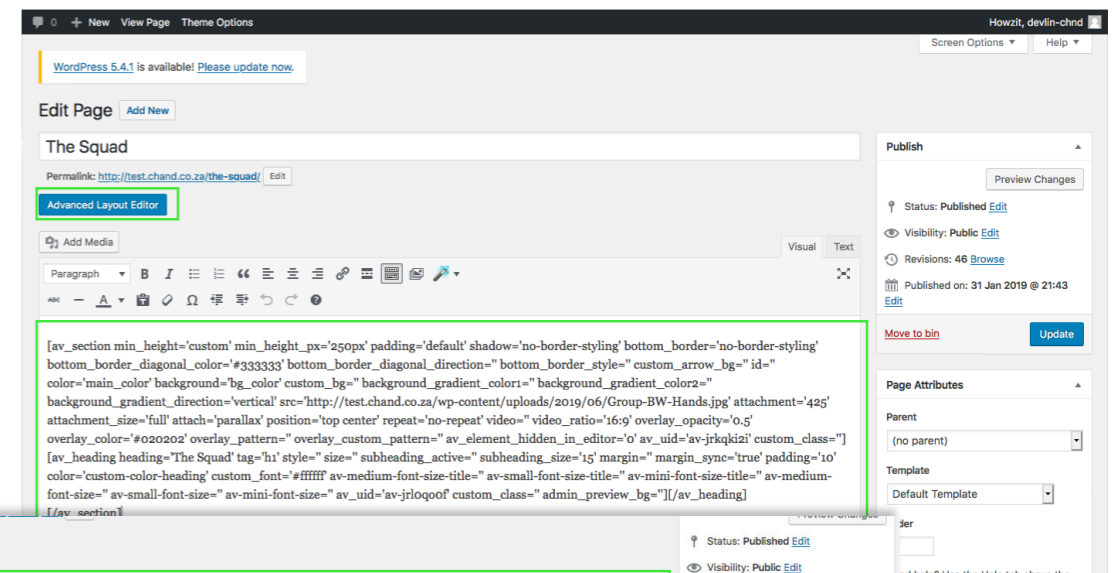 0 + New View Page Theme Options Howzit, devlin-chnd
Screen Options ▼ Help ▼
WordPress 5.4.1 is available! Please update now.
Edit Page Add New
The Squad
Permalink: http://test.chand.co.za/the-squad/ Edit
Advanced Layout Editor
Add Media
Visual Text
Paragraph ▼ B I “ A ▼ Ω
ABC
[av_section min_height='custom' min_height_px='250px' padding='default' shadow='no-border-styling' bottom_border='no-border-styling'
bottom_border_diagonal_color='#333333' bottom_border_diagonal_direction='' bottom_border_style='' custom_arrow_bg='' id=''
color='main_color' background='bg_color' custom_bg='' background_gradient_color1='' background_gradient_color2=''
background_gradient_direction='vertical' src='http://test.chand.co.za/wp-content/uploads/2019/06/Group-BW-Hands.jpg' attachment='425'
attachment_size='full' attach='parallax' position='top center' repeat='no-repeat' video='' video_ratio='16:9' overlay_opacity='0.5'
overlay_color='#020202' overlay_pattern='' overlay_custom_pattern='' av_element_hidden_in_editor='0' av_uid='av-jrkqki2i' custom_class='']
[av_heading heading='The Squad' tag='h1' style='' size='' subheading_active='' subheading_size='15' margin='' margin_sync='true' padding='10'
color='custom-color-heading' custom_font='#ffffff' av-medium-font-size-title='' av-small-font-size-title='' av-mini-font-size-title='' av-medium-
font-size='' av-small-font-size='' av-mini-font-size='' av_uid='av-jrl0qo0f' custom_class='' admin_preview_bg=''][/av_heading]
[/av_section]
Publish
Preview Changes
Status: Published Edit
Visibility: Public Edit
Revisions: 46 Browse
Published on: 31 Jan 2019 @ 21:43
Edit
Move to bin Update
Page Attributes
Parent
(no parent)
Template
Default Template
der
Preview Changes
Status: Published Edit
Visibility: Public Edit